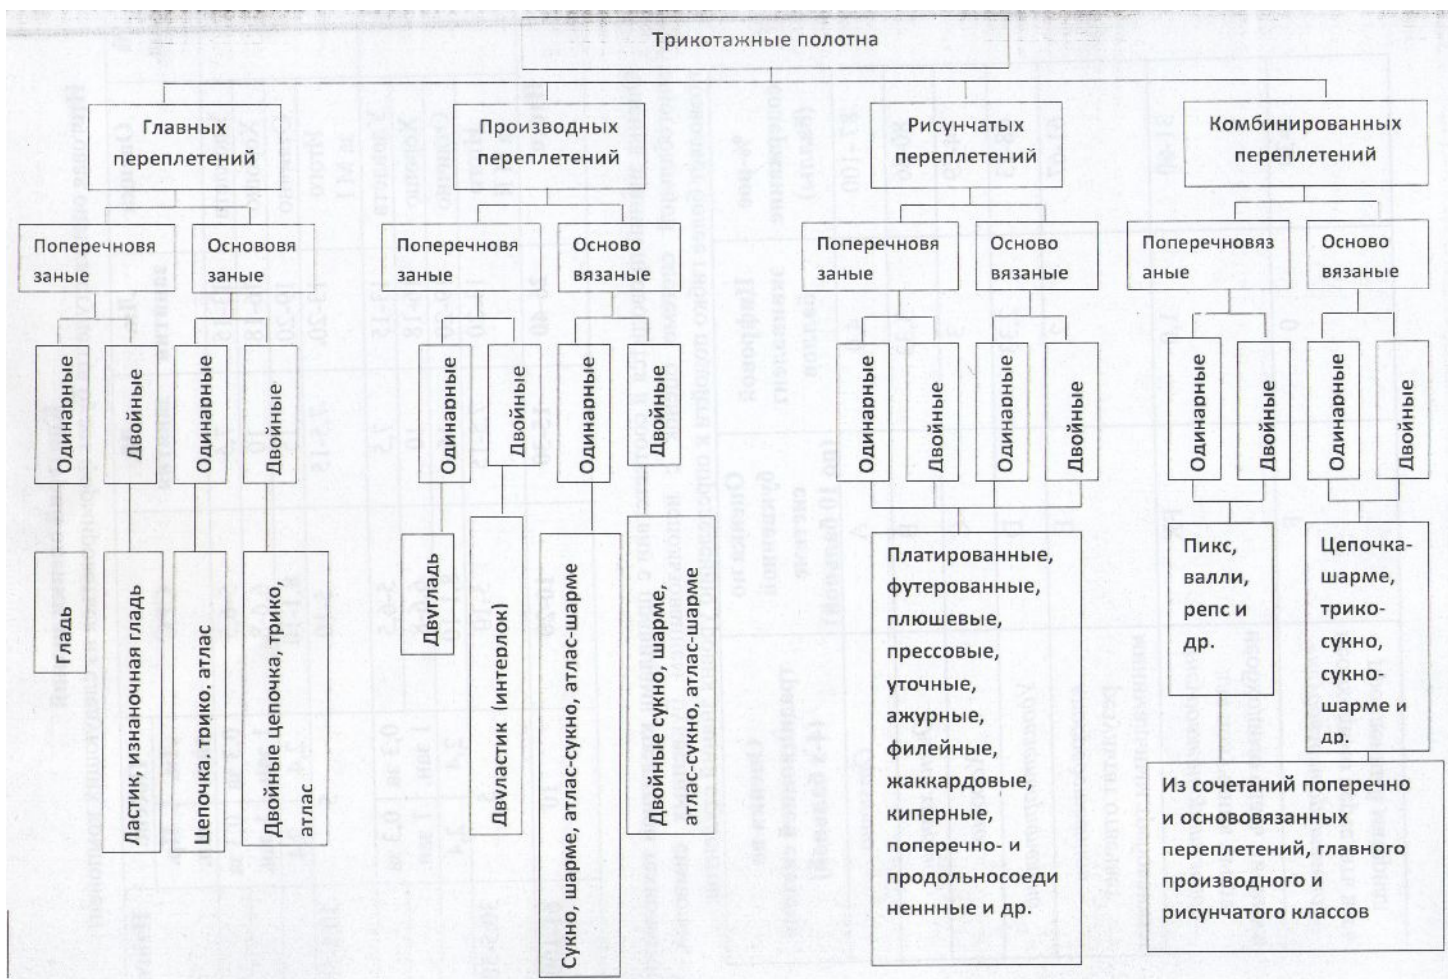 Трикотажные полотна
Главных
переплетений
Производных
переплетений
Рисунчатых
переплетений
Комбинированных
переплетений
Поперечновя
заные
Основовя
заные
Поперечновя
заные
Осново
вязаные
Поперечновя
заные
Осново
вязаные
Поперечновяз
аные
Осново
вязаные
Одинарные
Двойные
Одинарные
Двойные
Одинарные
Двойные
Одинарные
Двойные
Одинарные
Двойные
Одинарные
Двойные
Одинарные
Двойные
Одинарные
Двойные
Гладь
Ластик, изнаночная гладь
Цепочка. трико. атлас
Двойные цепочка, трико,
атлас
Двугладь
Двуластик (интерлок)
Сукно, шарме, атлас-сукно, атлас-шарме
Двойные сукно, шарме,
атлас-сукно, атлас-шарме
Платированные,
футерованные,
плюшевые,
прессовые,
уточные,
ажурные,
филейные,
жаккардовые,
киперные,
поперечно- и
продольносоеди
неннные и др.
Пикс,
валли,
репс и
др.
Цепочка-
шарме,
трико-
сукно,
сукно-
шарме и
др.
Из сочетаний поперечно
и основовязанных
переплетений, главного
производного и
рисунчатого классов